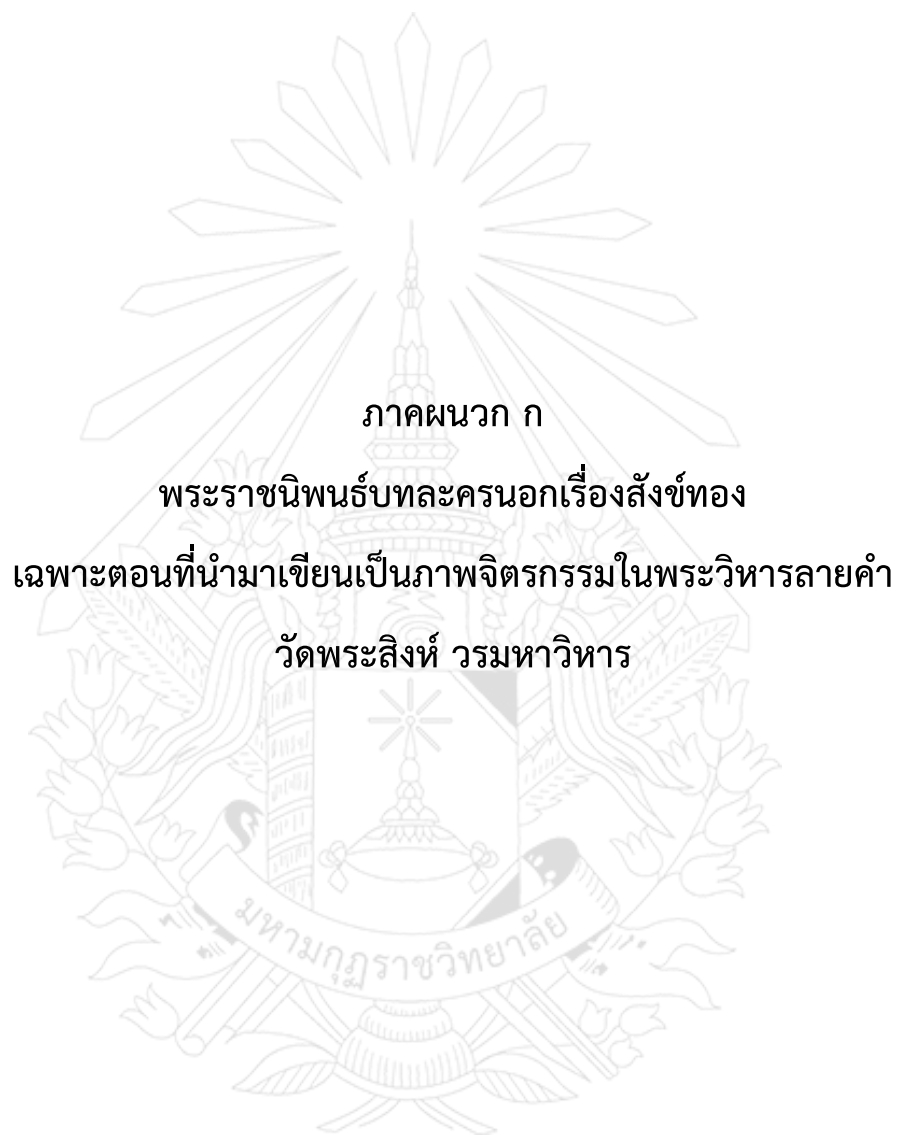 ภาคผนวก ก
พระราชนิพนธ์บทละครนอกเรื่องสังข์ทอง
เฉพาะตอนที่นำมาเขียนเป็นภาพจิตรกรรมในพระวิหารลายคำ
วัดพระสิงห์ วรมหาวิหาร
มหามกุฏราชวิทยาลัย